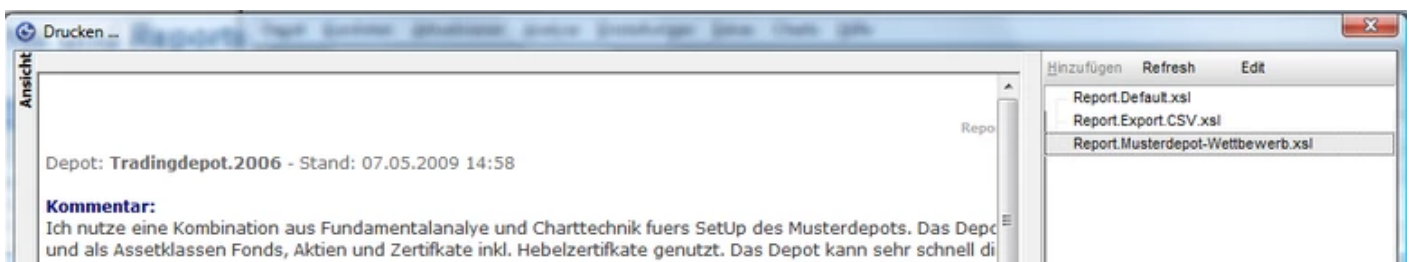 Drucken ...
Reports
Ansicht
Hinzufügen Refresh Edit
Report.Default.xsl
Report.Export.CSV.xsl
Report.Musterdepot-Wettbewerb.xsl
Repo
Depot: Tradingdepot.2006 - Stand: 07.05.2009 14:58
Kommentar:
Ich nutze eine Kombination aus Fundamentalanalye und Charttechnik fuers SetUp des Musterdepots. Das Depo
und als Assetklassen Fonds, Aktien und Zertifkate inkl. Hebelzertifkate genutzt. Das Depot kann sehr schnell di